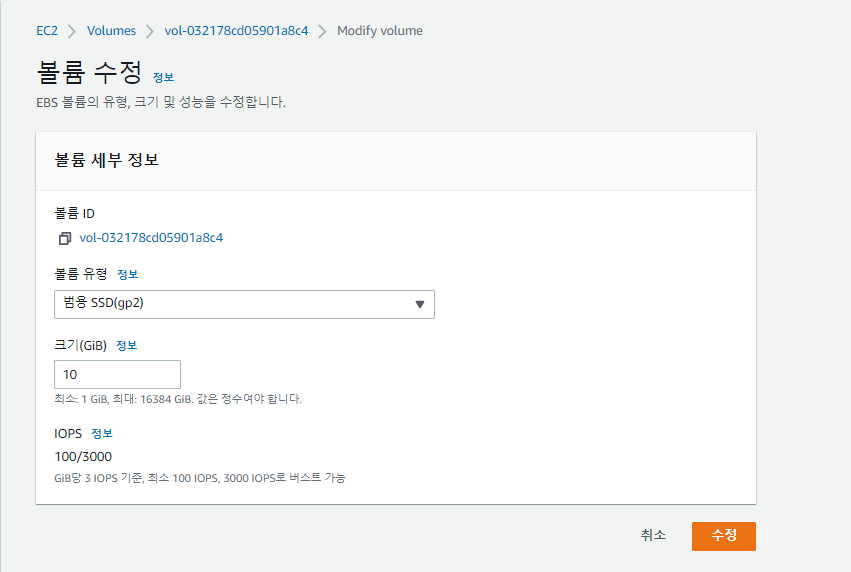 EC2 > Volumes > vol-032178cd05901a8c4 > Modify volume
볼륨 수정 정보
EBS 볼륨의 유형, 크기 및 성능을 수정합니다.
볼륨 세부 정보
볼륨 ID
vol-032178cd05901a8c4
볼륨 유형 정보
범용 SSD(gp2)
크기(GiB) 정보
10
최소: 1 GiB, 최대: 16384 GiB. 값은 정수여야 합니다.
IOPS 정보
100/3000
GiB당 3 IOPS 기준, 최소 100 IOPS, 3000 IOPS로 버스트 가능
취소 수정